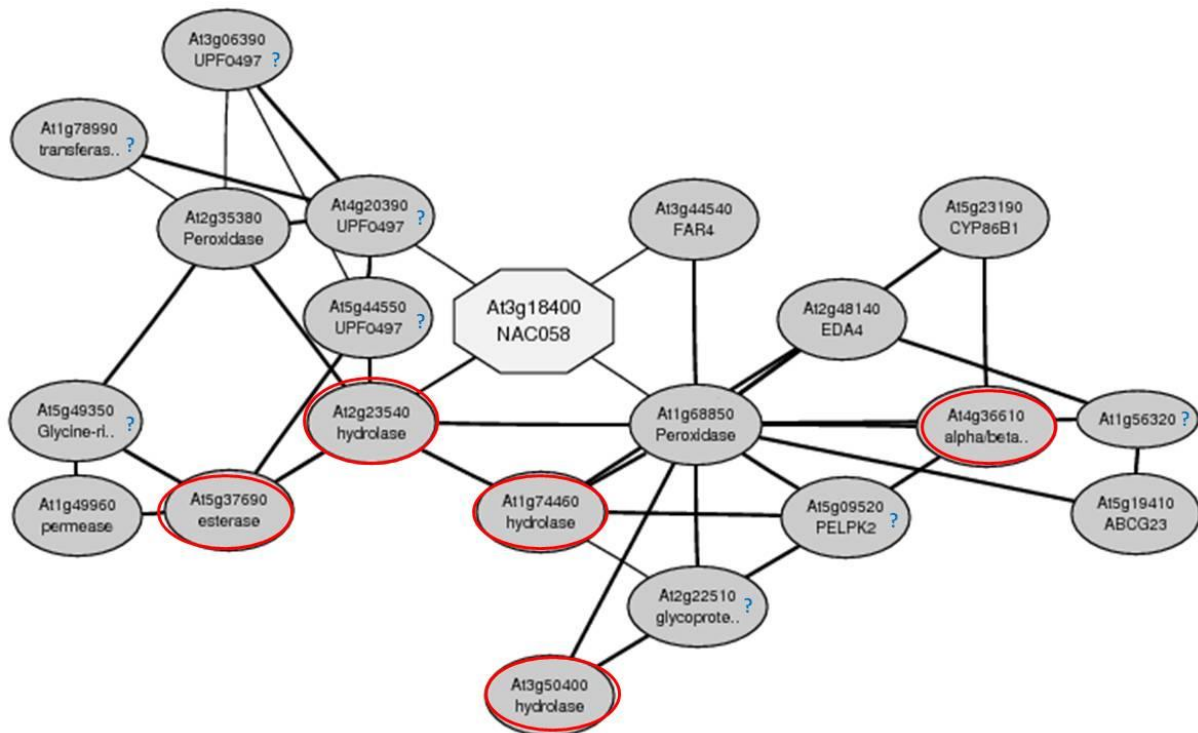 At3g06390
UPF0497 ?
At1g78990
transferas.. ?
At2g35380
Peroxidase
At4g20390
UPF0497 ?
At3g44540
FAR4
At5g23190
CYP86B1
At5g44550
UPF0497 ?
At3g18400
NAC058
At2g48140
EDA4
At5g49350
Glycine-ri.. ?
At2g23540
hydrolase
At1g68850
Peroxidase
At4g36610
alpha/beta..
At1g56320 ?
At1g49960
permease
At5g37690
esterase
At1g74460
hydrolase
At5g09520
PELPK2 ?
At5g19410
ABCG23
At2g22510
glycoprote.. ?
At3g50400
hydrolase